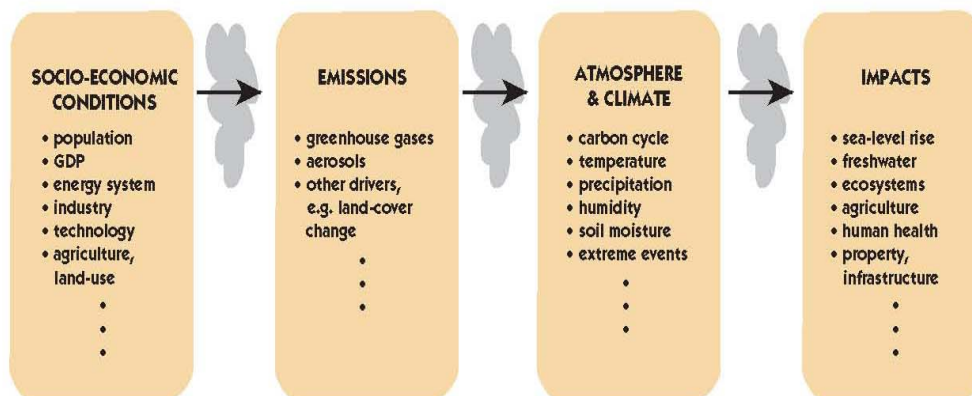 SOCIO-ECONOMIC
CONDITIONS
• population
• GDP
• energy system
• industry
• technology
• agriculture,
land-use
•
•
•
EMISSIONS
• greenhouse gases
• aerosols
• other drivers,
e.g. land-cover
change
•
•
•
ATMOSPHERE
& CLIMATE
• carbon cycle
• temperature
• precipitation
• humidity
• soil moisture
• extreme events
•
•
•
IMPACTS
• sea-level rise
• freshwater
• ecosystems
• agriculture
• human health
• property,
infrastructure
•
•
•